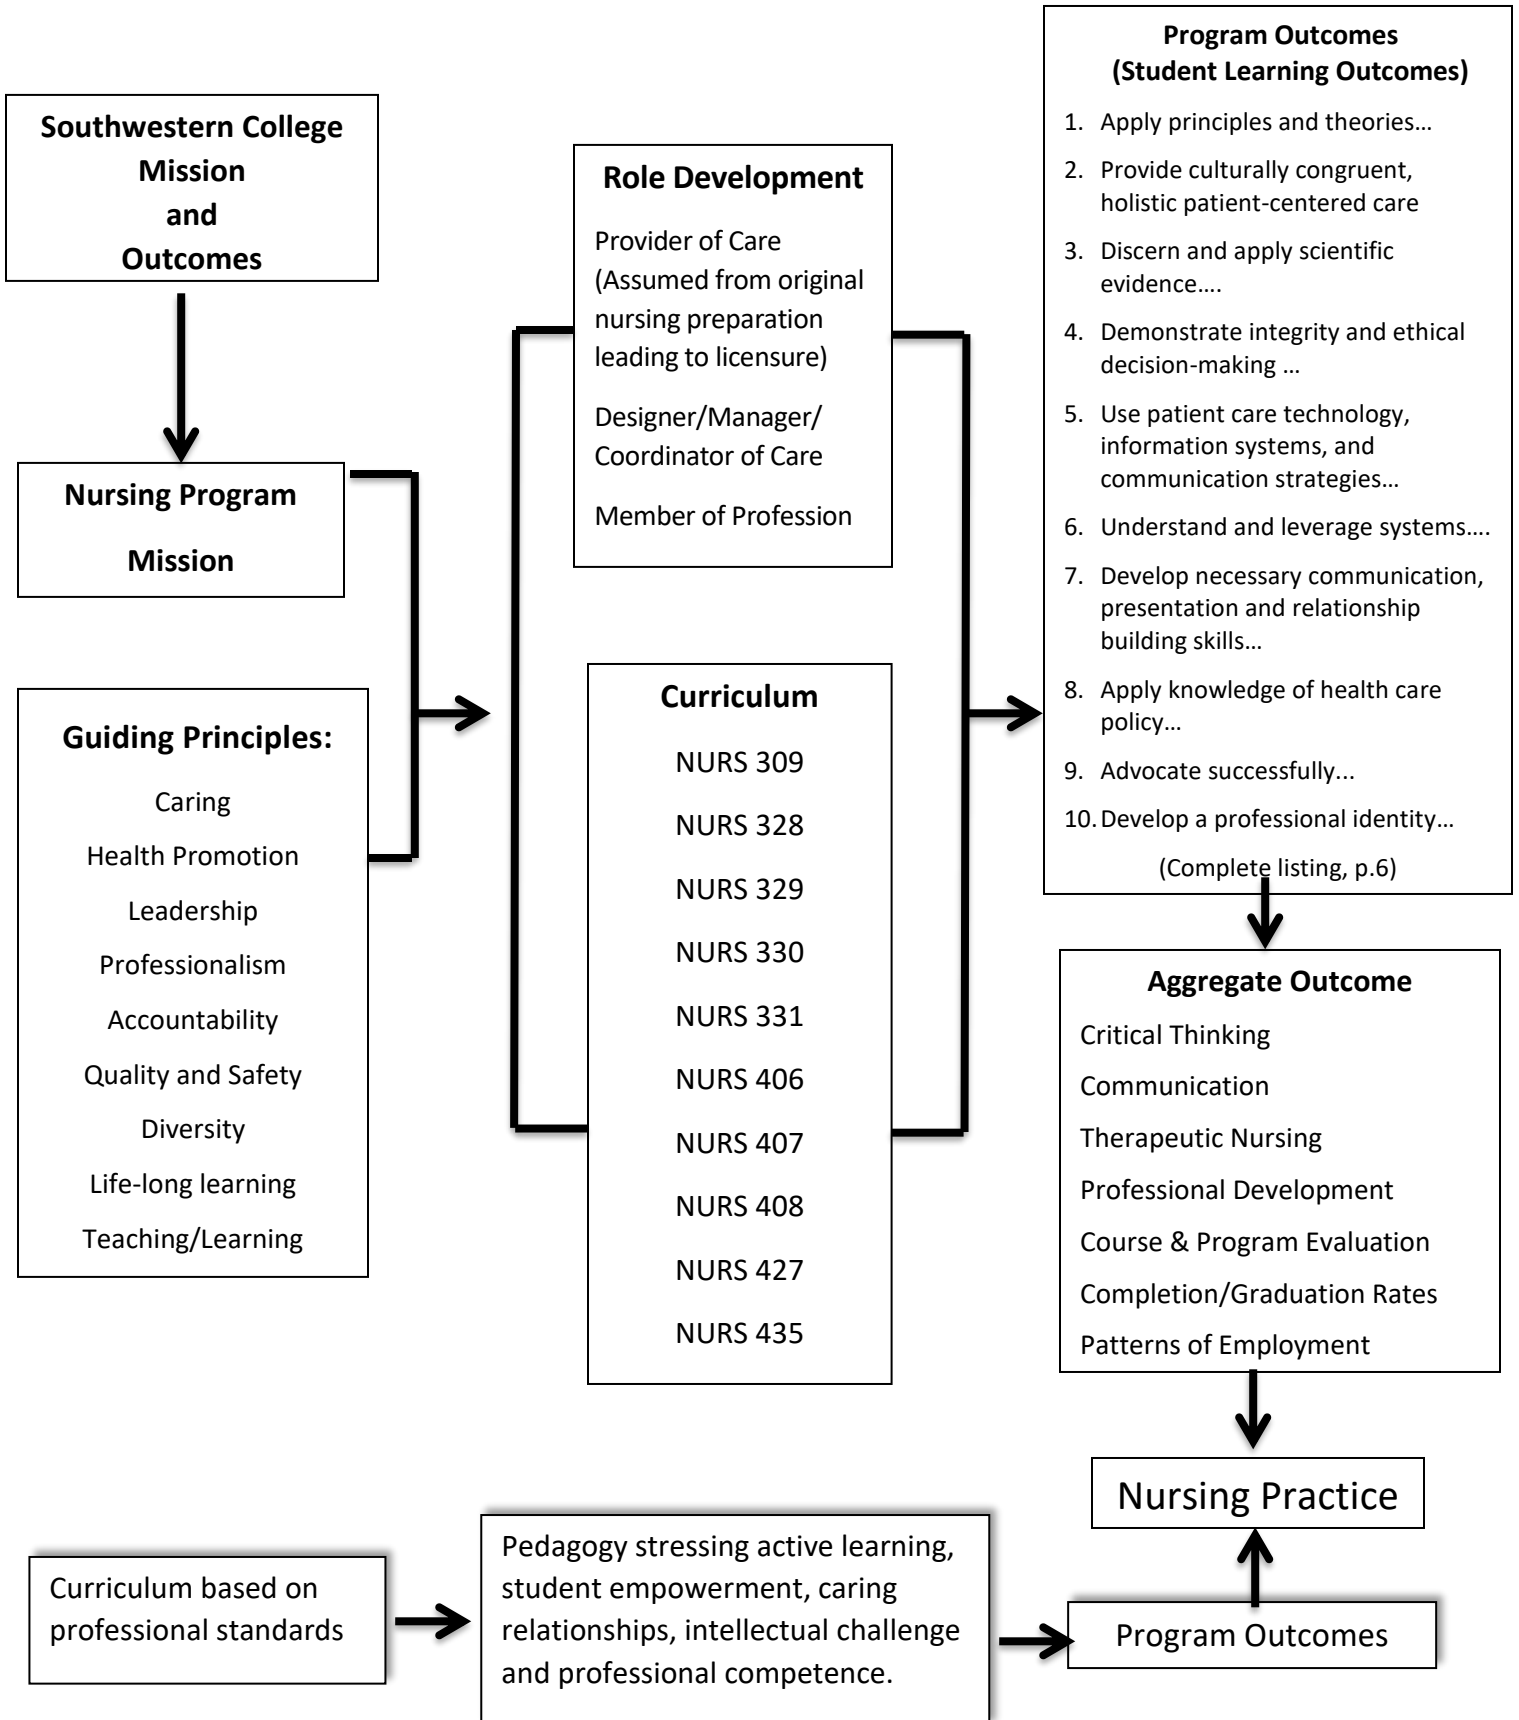 Southwestern College
Mission
and
Outcomes
Nursing Program
Mission
Guiding Principles:
Caring
Health Promotion
Leadership
Professionalism
Accountability
Quality and Safety
Diversity
Life-long learning
Teaching/Learning
Role Development
Provider of Care
(Assumed from original
nursing preparation
leading to licensure)
Designer/Manager/
Coordinator of Care
Member of Profession
Curriculum
NURS 309
NURS 328
NURS 329
NURS 330
NURS 331
NURS 406
NURS 407
NURS 408
NURS 427
NURS 435
Program Outcomes
(Student Learning Outcomes)
1. Apply principles and theories…
2. Provide culturally congruent,
holistic patient-centered care
3. Discern and apply scientific
evidence….
4. Demonstrate integrity and ethical
decision-making …
5. Use patient care technology,
information systems, and
communication strategies…
6. Understand and leverage systems….
7. Develop necessary communication,
presentation and relationship
building skills…
8. Apply knowledge of health care
policy…
9. Advocate successfully...
10. Develop a professional identity…
(Complete listing, p.6)
Aggregate Outcome
Critical Thinking
Communication
Therapeutic Nursing
Professional Development
Course & Program Evaluation
Completion/Graduation Rates
Patterns of Employment
Nursing Practice
Curriculum based on
professional standards
Pedagogy stressing active learning,
student empowerment, caring
relationships, intellectual challenge
and professional competence.
Program Outcomes